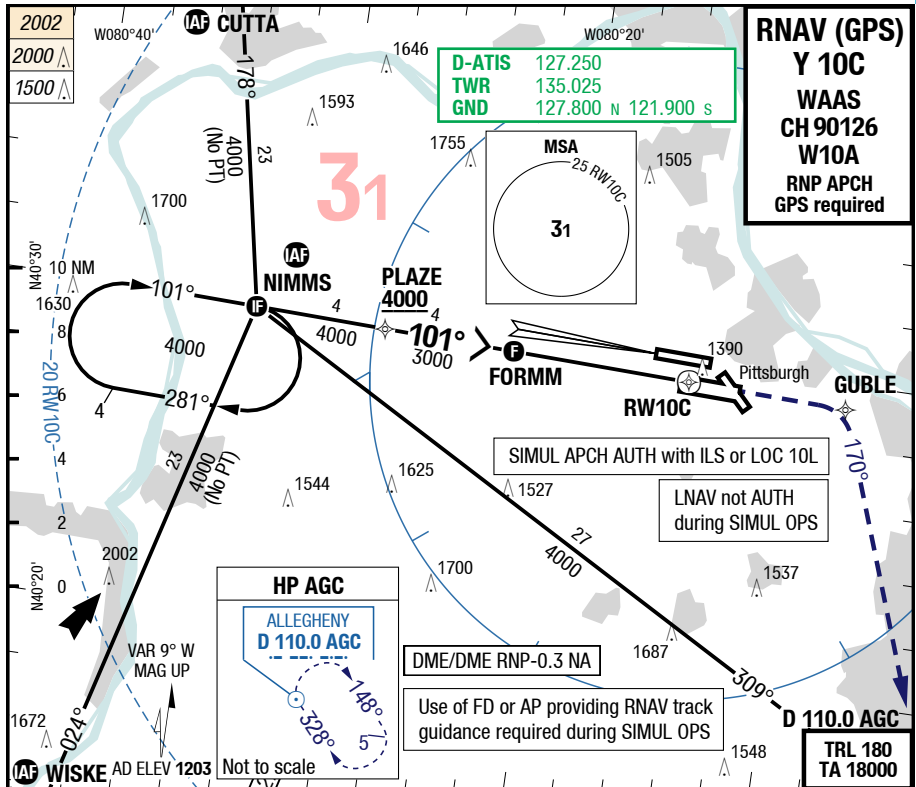 2002
2000
1500
W080°40'
IAF CUTTA
1646
W080°20'
D-ATIS 127.250
TWR 135.025
GND 127.800 N 121.900 S
RNAV (GPS)
Y 10C
WAAS
CH 90126
W10A
RNP APCH
GPS required
178°
4000
(No PT)
23
1593
31
1755
MSA
25 RW10C
31
1505
1700
N40°30'
10 NM
1630
8
6
4
2
0
20 RW 10C
101°
4000
281°
4
IAF
NIMMS
IF
4
4000
PLAZE
4000
4
101°
3000
F
FORMM
1390
Pittsburgh
RW10C
GUBLE
170°
SIMUL APCH AUTH with ILS or LOC 10L
LNAV not AUTH
during SIMUL OPS
23
4000
(No PT)
1544
1625
1527
27
4000
2002
N40°20'
1700
1537
1687
HP AGC
ALLEGHENY
D 110.0 AGC
148°
328°
5
Not to scale
DME/DME RNP-0.3 NA
Use of FD or AP providing RNAV track
guidance required during SIMUL OPS
309°
D 110.0 AGC
VAR 9° W
MAG UP
1672
024°
IAF WISKE
AD ELEV 1203
1548
TRL 180
TA 18000